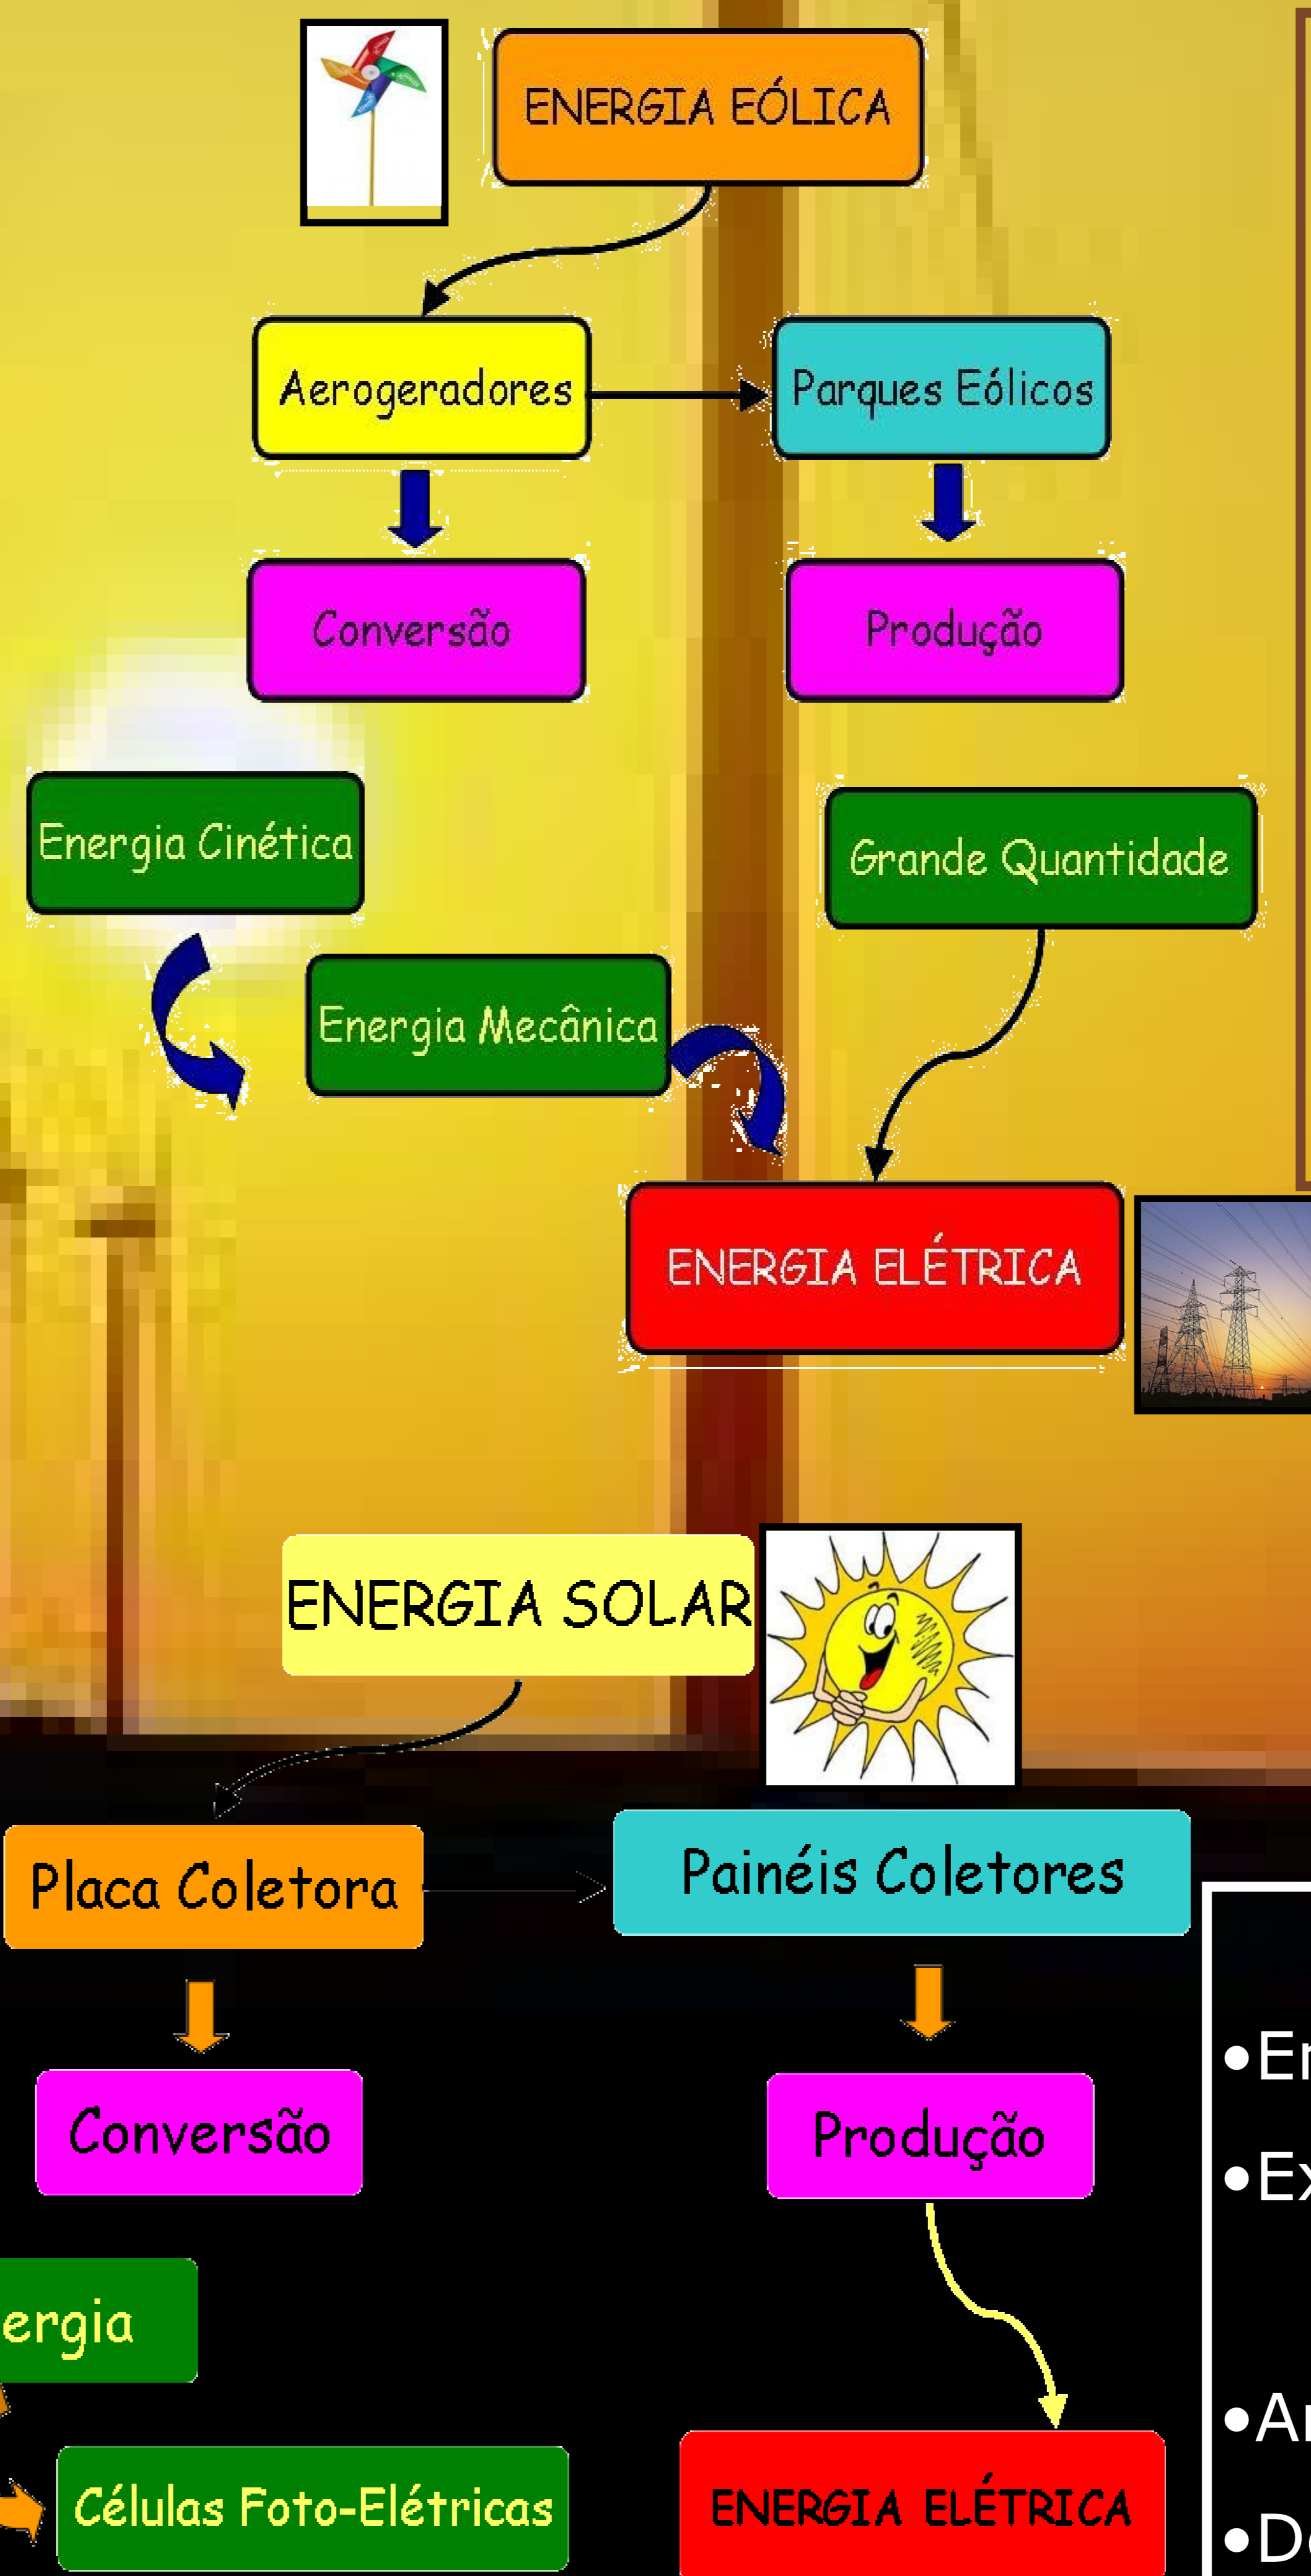 ENERGIA EÓLICA
Aerogeradores
Parques Eólicos
Conversão
Produção
Energia Cinética
Grande Quantidade
Energia Mecânica
ENERGIA ELÉTRICA
ENERGIA SOLAR
Placa Coletora
Painéis Coletores
Conversão
Produção
Células Foto-Elétricas
ENERGIA ELÉTRICA